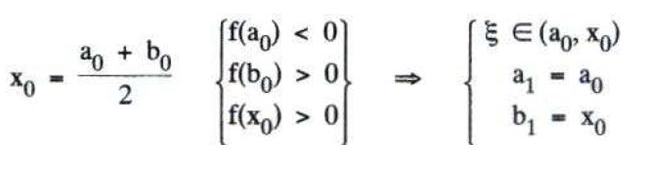 x₀ = (a₀ + b₀) / 2 { f(a₀) < 0 } ⇒ { ξ ∈ (a₀, x₀)
{ f(b₀) > 0 } { a₁ = a₀
{ f(x₀) > 0 } { b₁ = x₀